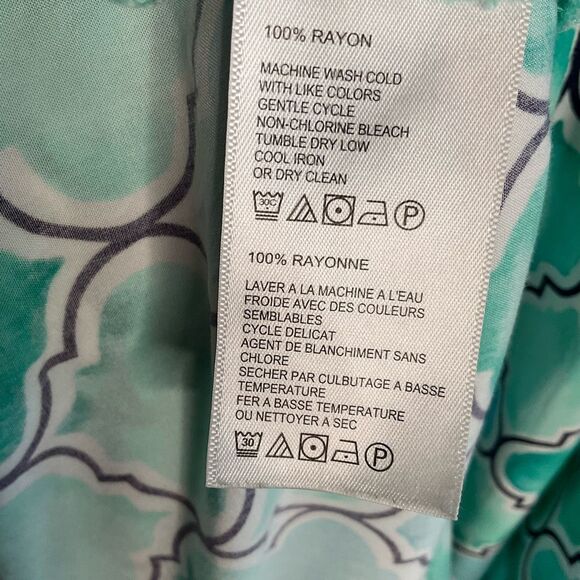 100% RAYON
MACHINE WASH COLD
WITH LIKE COLORS
GENTLE CYCLE
NON-CHLORINE BLEACH
TUMBLE DRY LOW
COOL IRON
OR DRY CLEAN
30C P
100% RAYONNE
LAVER A LA MACHINE A L'EAU
FROIDE AVEC DES COULEURS
SEMBLABLES
CYCLE DELICAT
AGENT DE BLANCHIMENT SANS
CHLORE
SECHER PAR CULBUTAGE A BASSE
TEMPERATURE
FER A BASSE TEMPERATURE
OU NETTOYER A SEC
30 P